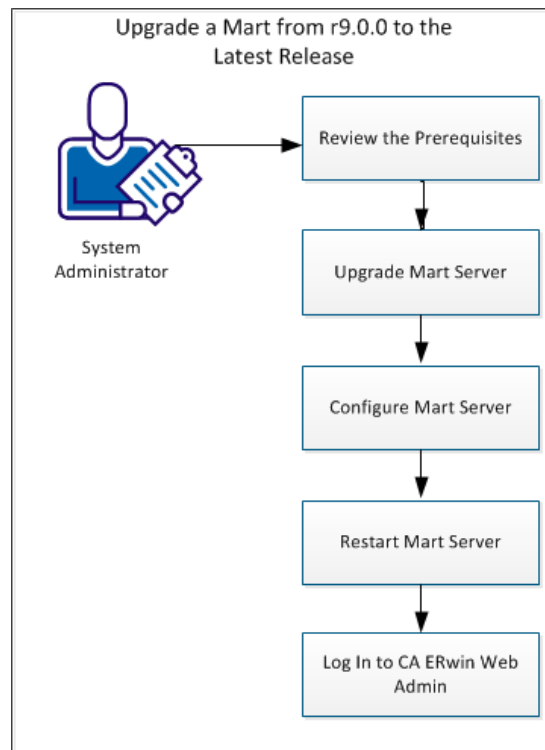 Upgrade a Mart from r9.0.0 to the
Latest Release
System
Administrator
Review the Prerequisites
Upgrade Mart Server
Configure Mart Server
Restart Mart Server
Log In to CA ERwin Web
Admin